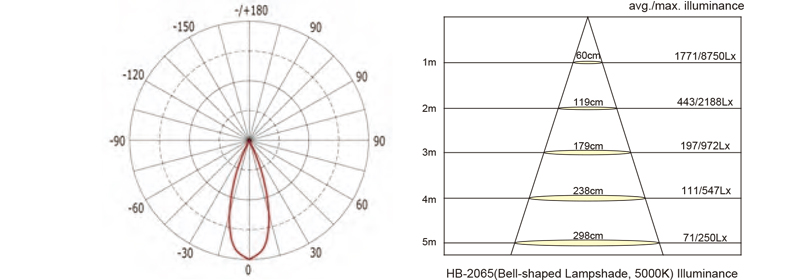 -/+180
-150
90
-120
90
-90
90
-60
60
-30
30
0
avg./max. illuminance
1m
60cm
1771/8750Lx
2m
119cm
443/2188Lx
3m
179cm
197/972Lx
4m
238cm
111/547Lx
5m
298cm
71/250Lx
HB-2065(Bell-shaped Lampshade, 5000K) Illuminance